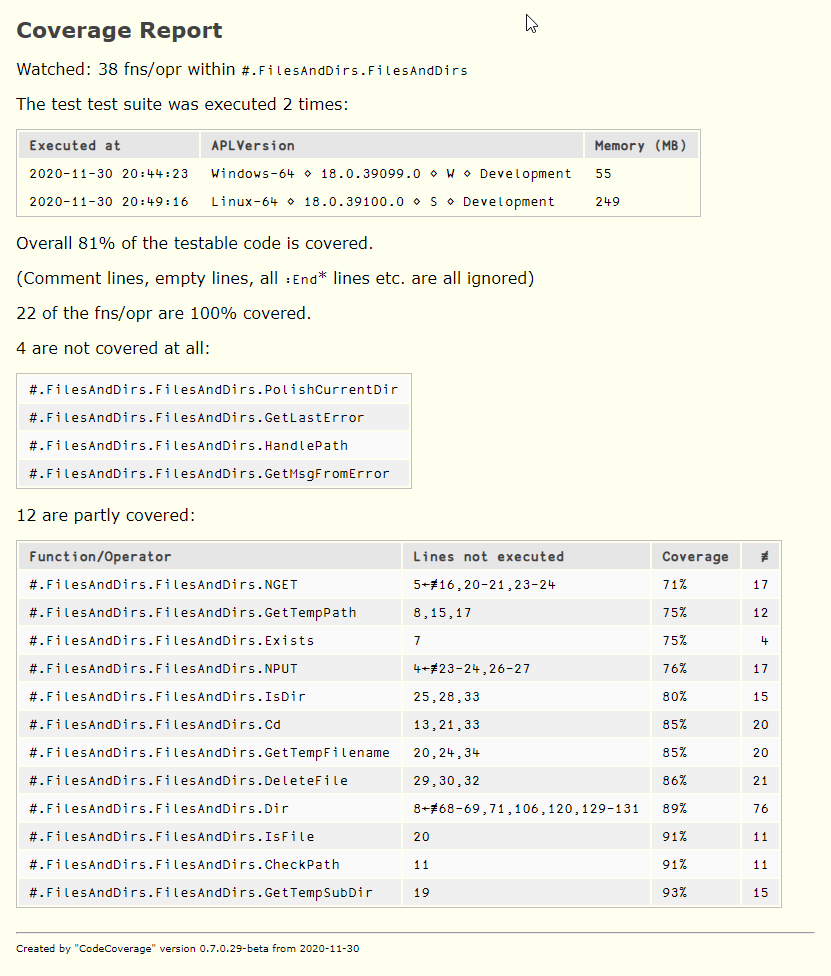 Coverage Report
Watched: 38 fns/opr within #.FilesAndDirs.FilesAndDirs
The test test suite was executed 2 times:
Executed at APLVersion Memory (MB)
2020-11-30 20:44:23 Windows-64 ⋄ 18.0.39099.0 ⋄ W ⋄ Development 55
2020-11-30 20:49:16 Linux-64 ⋄ 18.0.39100.0 ⋄ S ⋄ Development 249
Overall 81% of the testable code is covered.
(Comment lines, empty lines, all :End* lines etc. are all ignored)
22 of the fns/opr are 100% covered.
4 are not covered at all:
#.FilesAndDirs.FilesAndDirs.PolishCurrentDir
#.FilesAndDirs.FilesAndDirs.GetLastError
#.FilesAndDirs.FilesAndDirs.HandlePath
#.FilesAndDirs.FilesAndDirs.GetMsgFromError
12 are partly covered:
Function/Operator Lines not executed Coverage ≢
#.FilesAndDirs.FilesAndDirs.NGET 5←≢16,20-21,23-24 71% 17
#.FilesAndDirs.FilesAndDirs.GetTempPath 8,15,17 75% 12
#.FilesAndDirs.FilesAndDirs.Exists 7 75% 4
#.FilesAndDirs.FilesAndDirs.NPUT 4←≢23-24,26-27 76% 17
#.FilesAndDirs.FilesAndDirs.IsDir 25,28,33 80% 15
#.FilesAndDirs.FilesAndDirs.Cd 13,21,33 85% 20
#.FilesAndDirs.FilesAndDirs.GetTempFilename 20,24,34 85% 20
#.FilesAndDirs.FilesAndDirs.DeleteFile 29,30,32 86% 21
#.FilesAndDirs.FilesAndDirs.Dir 8←≢68-69,71,106,120,129-131 89% 76
#.FilesAndDirs.FilesAndDirs.IsFile 20 91% 11
#.FilesAndDirs.FilesAndDirs.CheckPath 11 91% 11
#.FilesAndDirs.FilesAndDirs.GetTempSubDir 19 93% 15
Created by "CodeCoverage" version 0.7.0.29-beta from 2020-11-30